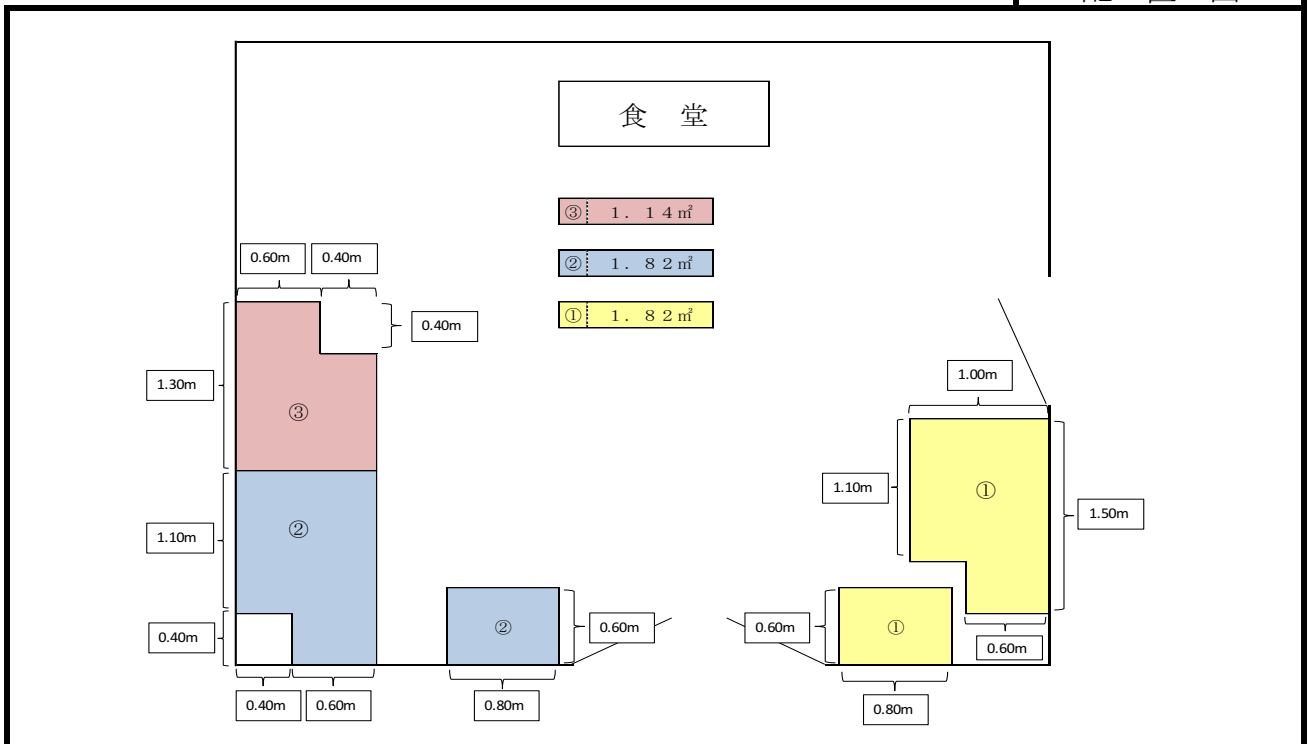 食 堂
③ 1.14㎡
② 1.82㎡
① 1.82㎡
0.60m 0.40m
0.40m
1.30m
③
1.00m
1.10m
①
1.50m
1.10m
②
0.40m
0.60m
②
0.60m
①
0.60m
0.40m 0.60m
0.80m
0.80m